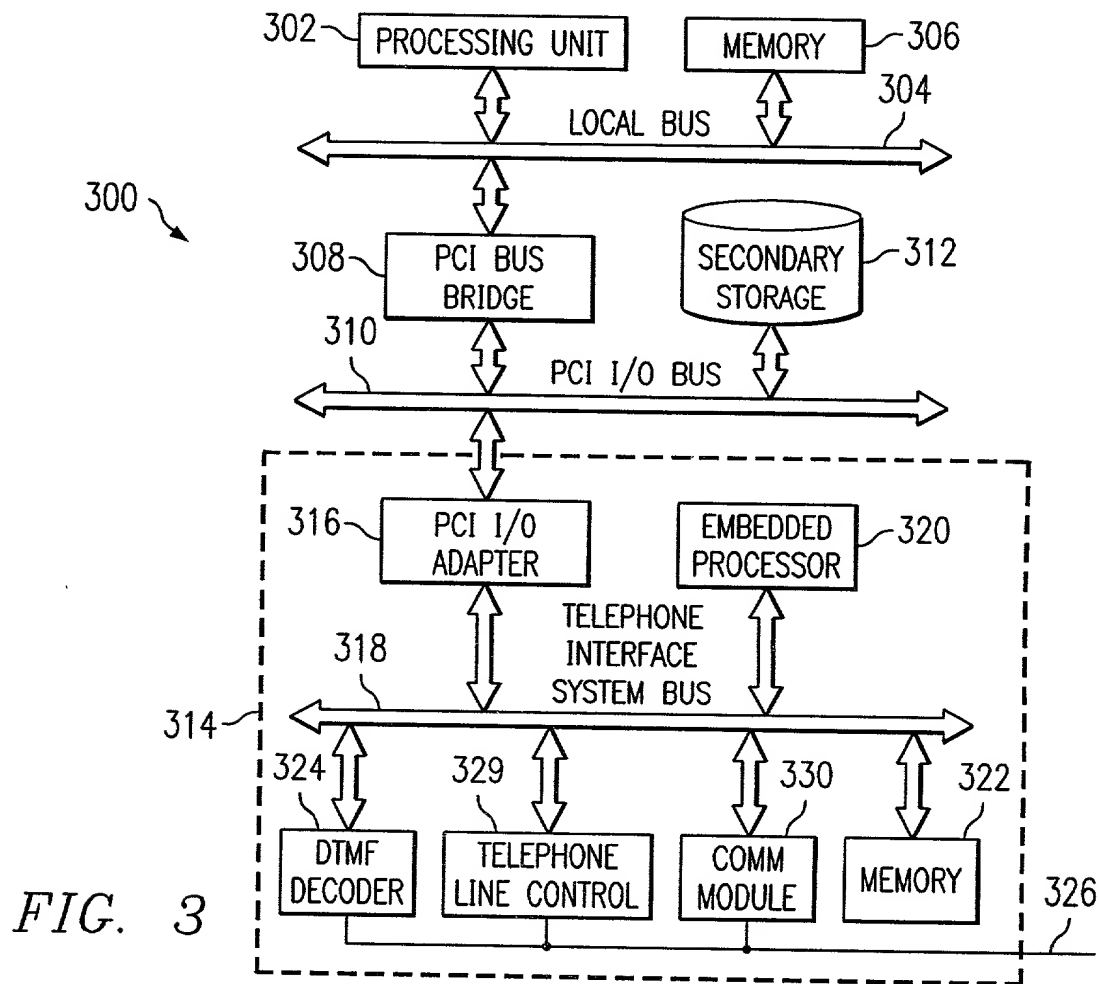 302
PROCESSING UNIT
MEMORY
306
304
LOCAL BUS
300
308
PCI BUS
BRIDGE
SECONDARY
STORAGE
312
310
PCI I/O BUS
316
PCI I/O
ADAPTER
EMBEDDED
PROCESSOR
320
TELEPHONE
INTERFACE
SYSTEM BUS
318
314
324
329
330
322
DTMF
DECODER
TELEPHONE
LINE CONTROL
COMM
MODULE
MEMORY
326
FIG. 3